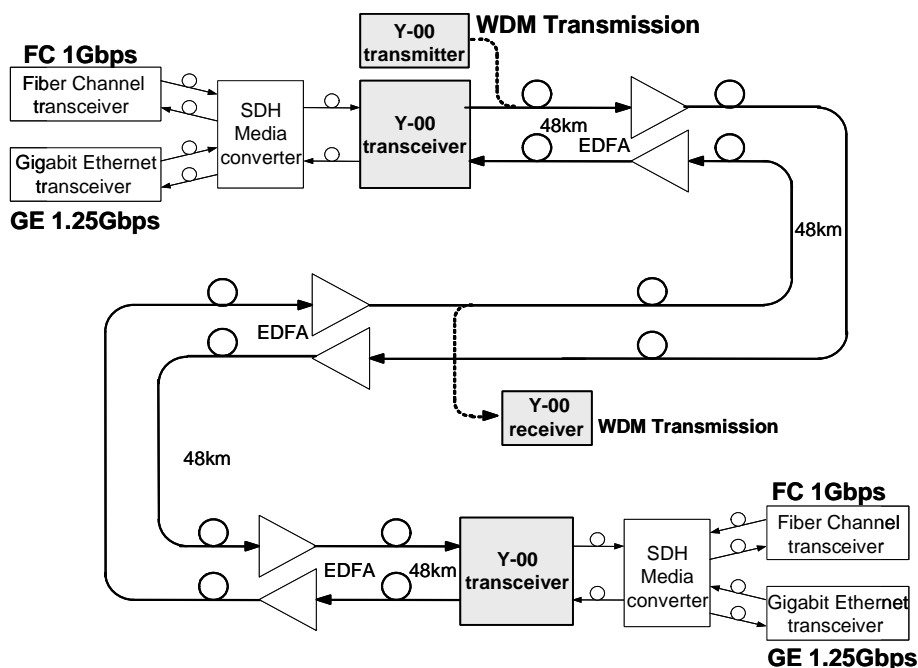 Y-00
transmitter
WDM Transmission
FC 1Gbps
Fiber Channel
transceiver
SDH
Media
converter
Y-00
transceiver
48km
EDFA
Gigabit Ethernet
transceiver
GE 1.25Gbps
48km
EDFA
Y-00
receiver
WDM Transmission
48km
FC 1Gbps
Fiber Channel
transceiver
EDFA
48km
Y-00
transceiver
SDH
Media
converter
Gigabit Ethernet
transceiver
GE 1.25Gbps